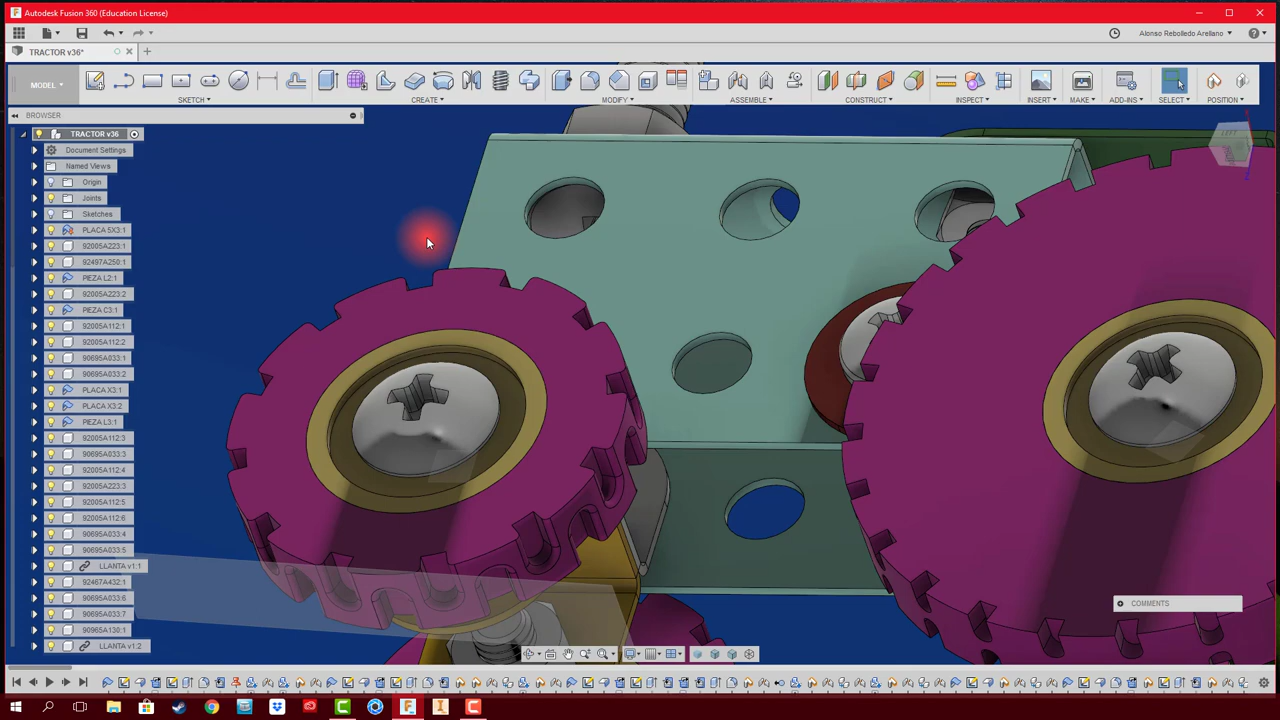 Autodesk Fusion 360 (Education License)
Alonso Rebolledo Arellano
TRACTOR v36*
MODEL
SKETCH
CREATE
MODIFY
ASSEMBLE
CONSTRUCT
INSPECT
INSERT
MAKE
ADD-INS
SELECT
POSITION
BROWSER
LEFT
TRACTOR v36
Document Settings
Named Views
Origin
Joints
Sketches
PLACA 5X3:1
92005A223:1
92497A250:1
PIEZA L2:1
92005A223:2
PIEZA C3:1
92005A112:1
92005A112:2
90695A033:1
90695A033:2
PLACA X3:1
PLACA X3:2
PIEZA L3:1
92005A112:3
90695A033:3
92005A112:4
92005A223:3
92005A112:5
92005A112:6
90695A033:4
90695A033:5
LLANTA v1:1
92467A432:1
90695A033:6
90695A033:7
90965A130:1
LLANTA v1:2
COMMENTS